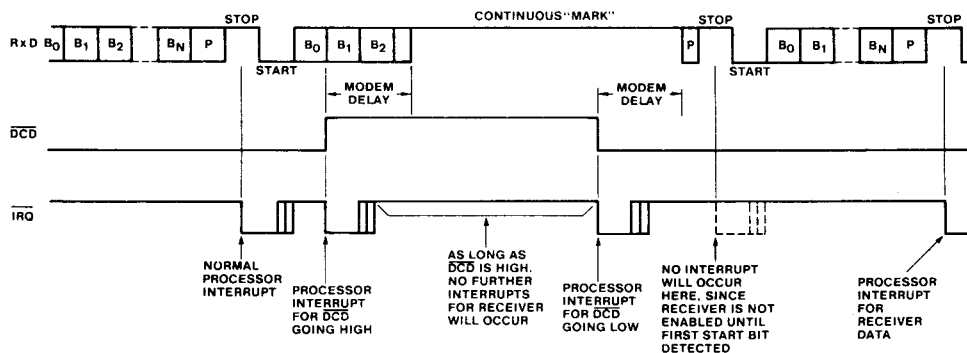 STOP CONTINUOUS "MARK" STOP STOP
RxD B0 B1 B2 BN P B0 B1 B2 P B0 B1 BN P
START START
MODEM
DELAY
MODEM
DELAY
DCD
IRQ
NORMAL
PROCESSOR
INTERRUPT
PROCESSOR
INTERRUPT
FOR DCD
GOING HIGH
AS LONG AS
DCD IS HIGH.
NO FURTHER
INTERRUPTS
FOR RECEIVER
WILL OCCUR
PROCESSOR
INTERRUPT
FOR DCD
GOING LOW
NO INTERRUPT
WILL OCCUR
HERE, SINCE
RECEIVER IS NOT
ENABLED UNTIL
FIRST START BIT
DETECTED
PROCESSOR
INTERRUPT
FOR
RECEIVER
DATA